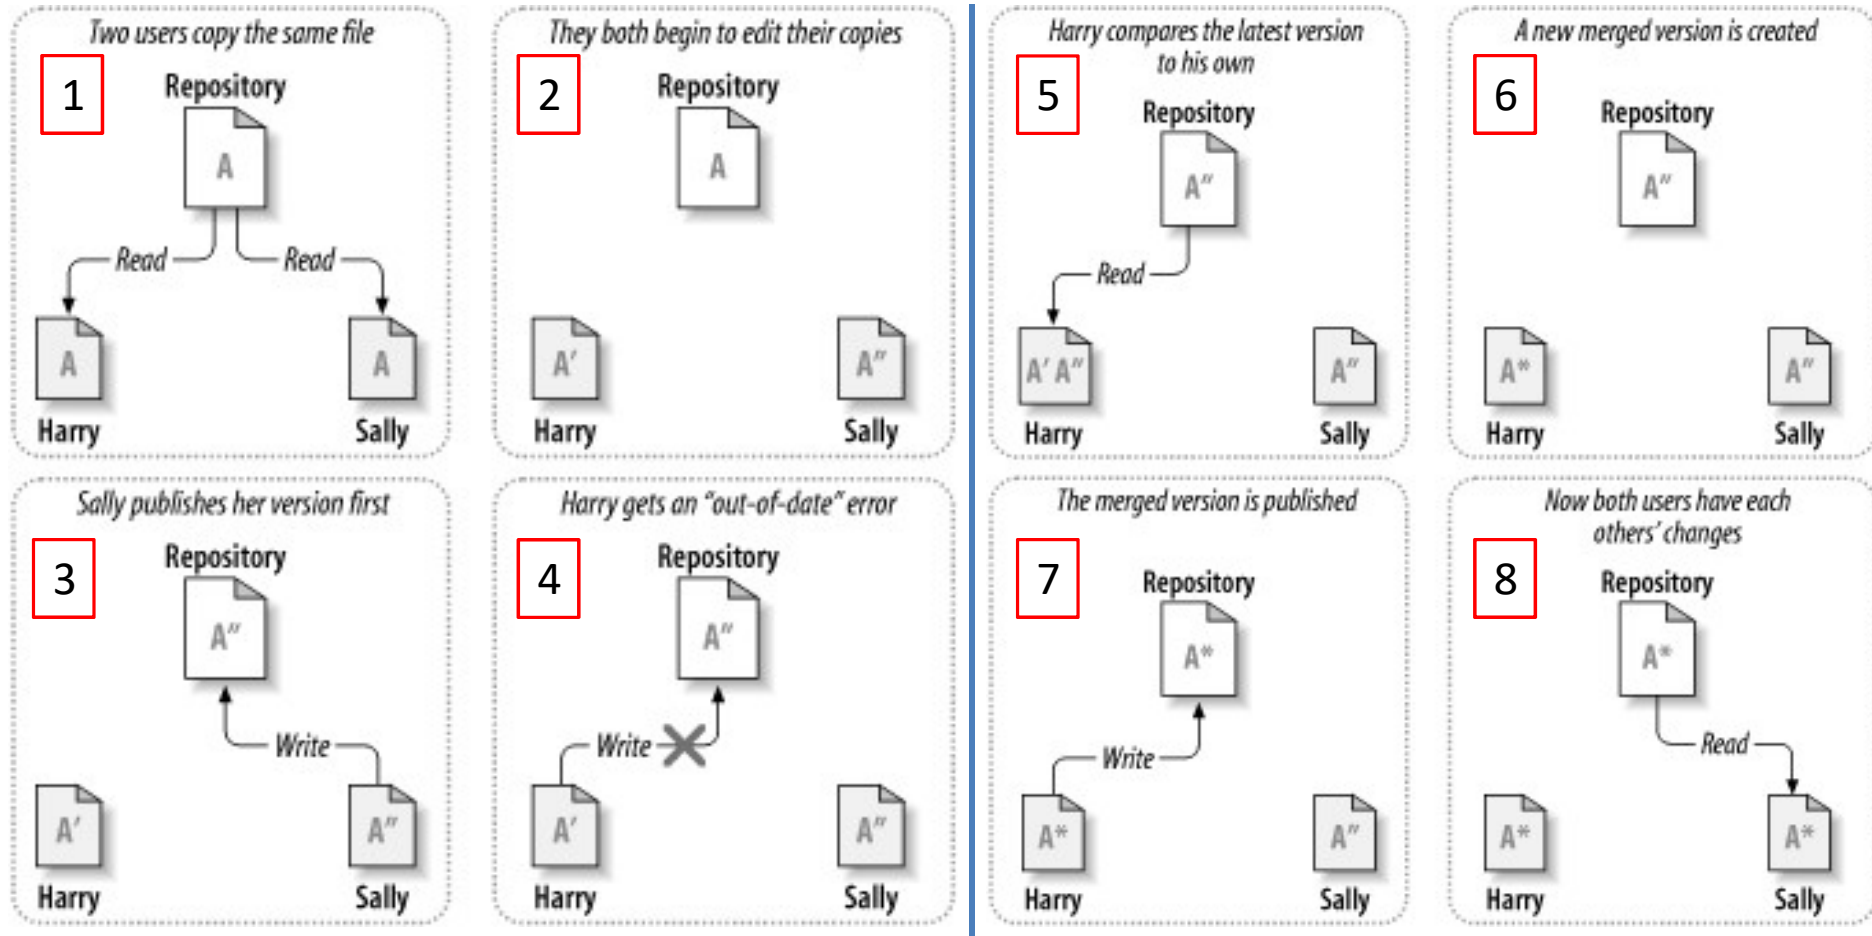 Two users copy the same file
1
Repository
A
Read
Read
A
A
Harry
Sally
They both begin to edit their copies
2
Repository
A
A′
A″
Harry
Sally
Sally publishes her version first
3
Repository
A″
Write
A′
A″
Harry
Sally
Harry gets an “out-of-date” error
4
Repository
A″
Write
A′
A″
Harry
Sally
Harry compares the latest version
to his own
5
Repository
A″
Read
A′ A″
A″
Harry
Sally
A new merged version is created
6
Repository
A″
A*
A″
Harry
Sally
The merged version is published
7
Repository
A*
Write
A*
A″
Harry
Sally
Now both users have each
others’ changes
8
Repository
A*
Read
A*
A*
Harry
Sally